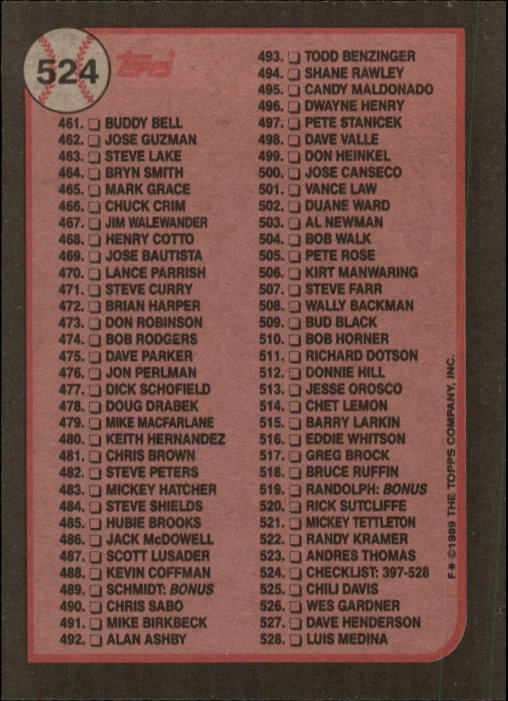 524
Topps
461. BUDDY BELL
462. JOSE GUZMAN
463. STEVE LAKE
464. BRYN SMITH
465. MARK GRACE
466. CHUCK CRIM
467. JIM WALEWANDER
468. HENRY COTTO
469. JOSE BAUTISTA
470. LANCE PARRISH
471. STEVE CURRY
472. BRIAN HARPER
473. DON ROBINSON
474. BOB RODGERS
475. DAVE PARKER
476. JON PERLMAN
477. DICK SCHOFIELD
478. DOUG DRABEK
479. MIKE MACFARLANE
480. KEITH HERNANDEZ
481. CHRIS BROWN
482. STEVE PETERS
483. MICKEY HATCHER
484. STEVE SHIELDS
485. HUBIE BROOKS
486. JACK McDOWELL
487. SCOTT LUSADER
488. KEVIN COFFMAN
489. SCHMIDT: BONUS
490. CHRIS SABO
491. MIKE BIRKBECK
492. ALAN ASHBY
493. TODD BENZINGER
494. SHANE RAWLEY
495. CANDY MALDONADO
496. DWAYNE HENRY
497. PETE STANICEK
498. DAVE VALLE
499. DON HEINKEL
500. JOSE CANSECO
501. VANCE LAW
502. DUANE WARD
503. AL NEWMAN
504. BOB WALK
505. PETE ROSE
506. KIRT MANWARING
507. STEVE FARR
508. WALLY BACKMAN
509. BUD BLACK
510. BOB HORNER
511. RICHARD DOTSON
512. DONNIE HILL
513. JESSE OROSCO
514. CHET LEMON
515. BARRY LARKIN
516. EDDIE WHITSON
517. GREG BROCK
518. BRUCE RUFFIN
519. RANDOLPH: BONUS
520. RICK SUTCLIFFE
521. MICKEY TETTLETON
522. RANDY KRAMER
523. ANDRES THOMAS
524. CHECKLIST: 397-528
525. CHILI DAVIS
526. WES GARDNER
527. DAVE HENDERSON
528. LUIS MEDINA
F* ©1989 THE TOPPS COMPANY, INC.